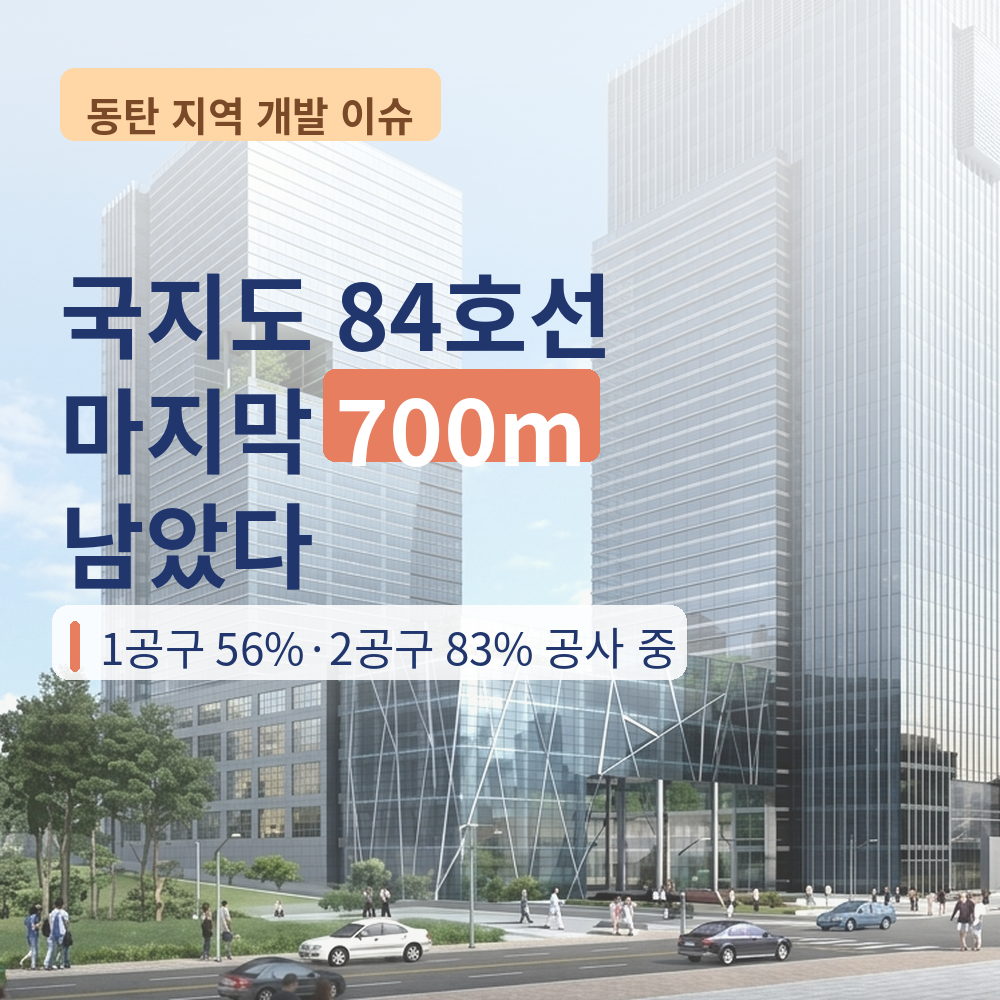 동탄 지역 개발 이슈
국지도 84호선
마지막 700m
남았다
1공구 56%·2공구 83% 공사 중